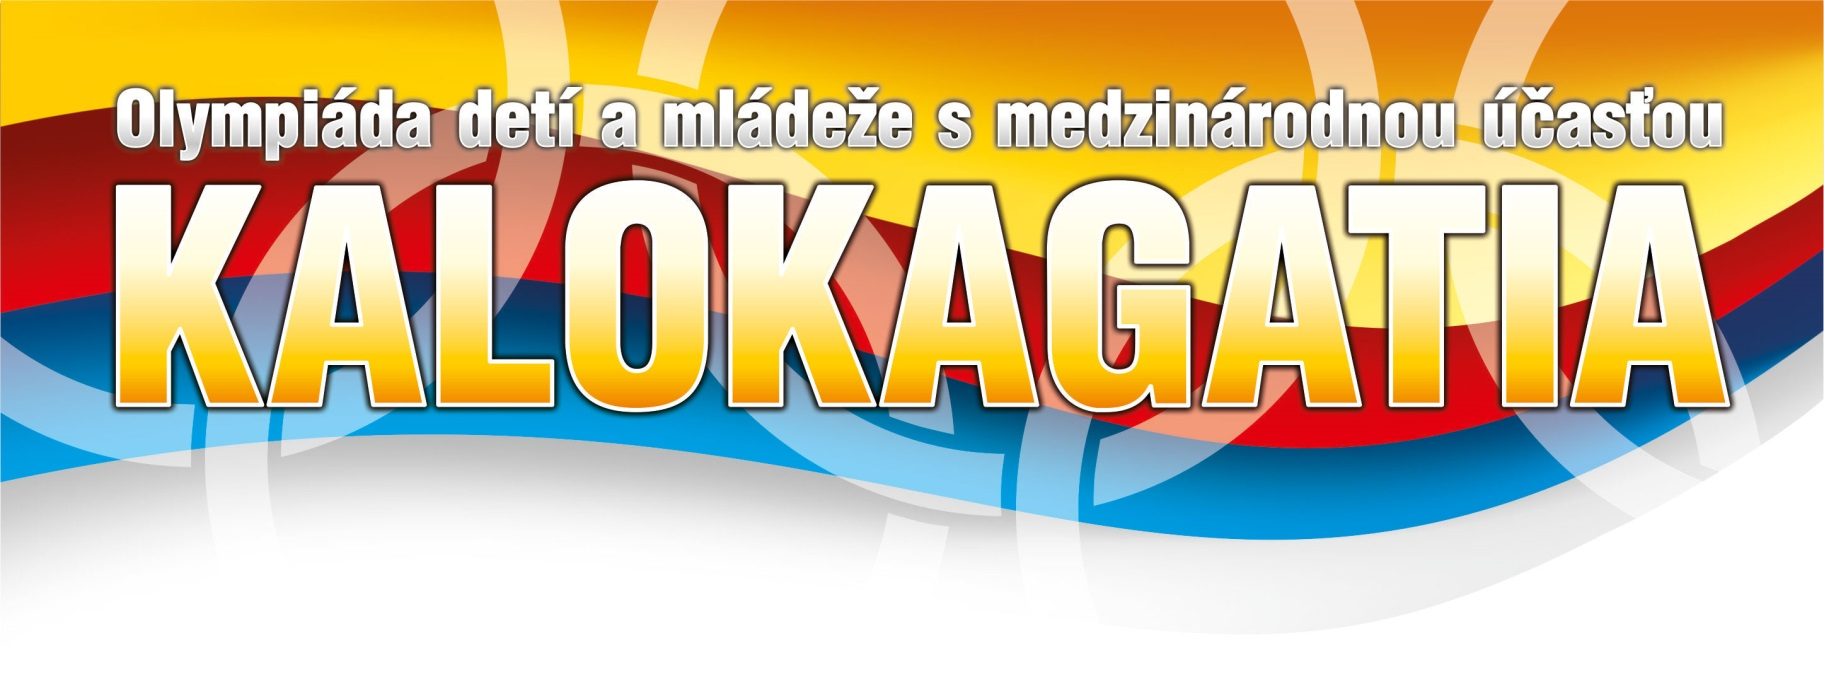 Olympiáda detí a mládeže s medzinárodnou účasťou
KALOKAGATIA